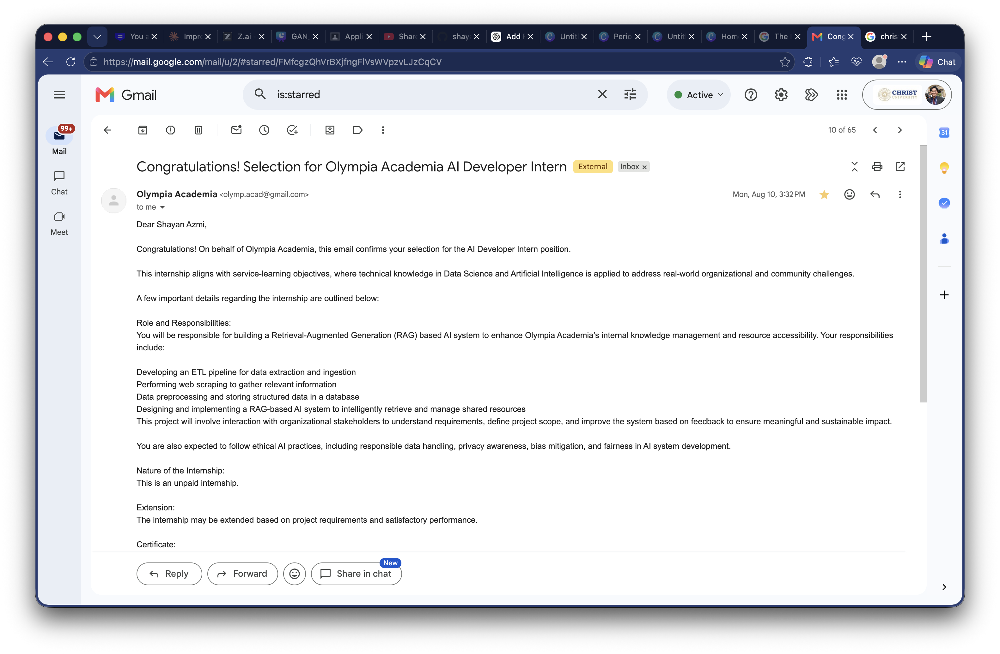 You a
Impro
Z.ai -
GAN_
Appli
Share
shaya
Add
Untit
Perio
Untit
Hom
The
Cong
chris
https://mail.google.com/mail/u/2/#starred/FMfcgzQhVrBXjfngFlVsWVpzvLJzCqCV
Chat
Gmail
is:starred
Active
CHRIST
UNIVERSITY
99+
Mail
Chat
Meet
10 of 65
31
Congratulations! Selection for Olympia Academia AI Developer Intern External Inbox
Olympia Academia <olymp.acad@gmail.com>
Mon, Aug 10, 3:32 PM
to me
Dear Shayan Azmi,
Congratulations! On behalf of Olympia Academia, this email confirms your selection for the AI Developer Intern position.
This internship aligns with service-learning objectives, where technical knowledge in Data Science and Artificial Intelligence is applied to address real-world organizational and community challenges.
A few important details regarding the internship are outlined below:
Role and Responsibilities:
You will be responsible for building a Retrieval-Augmented Generation (RAG) based AI system to enhance Olympia Academia’s internal knowledge management and resource accessibility. Your responsibilities
include:
Developing an ETL pipeline for data extraction and ingestion
Performing web scraping to gather relevant information
Data preprocessing and storing structured data in a database
Designing and implementing a RAG-based AI system to intelligently retrieve and manage shared resources
This project will involve interaction with organizational stakeholders to understand requirements, define project scope, and improve the system based on feedback to ensure meaningful and sustainable impact.
You are also expected to follow ethical AI practices, including responsible data handling, privacy awareness, bias mitigation, and fairness in AI system development.
Nature of the Internship:
This is an unpaid internship.
Extension:
The internship may be extended based on project requirements and satisfactory performance.
Certificate:
New
Reply
Forward
Share in chat